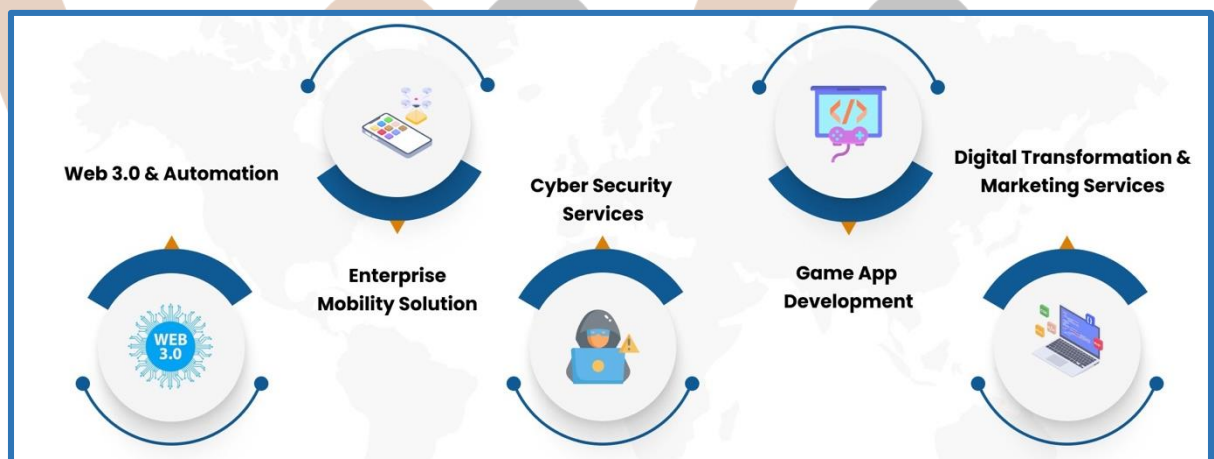 Web 3.0 & Automation
WEB
3.0
Enterprise
Mobility Solution
Cyber Security
Services
</>
Game App
Development
Digital Transformation &
Marketing Services